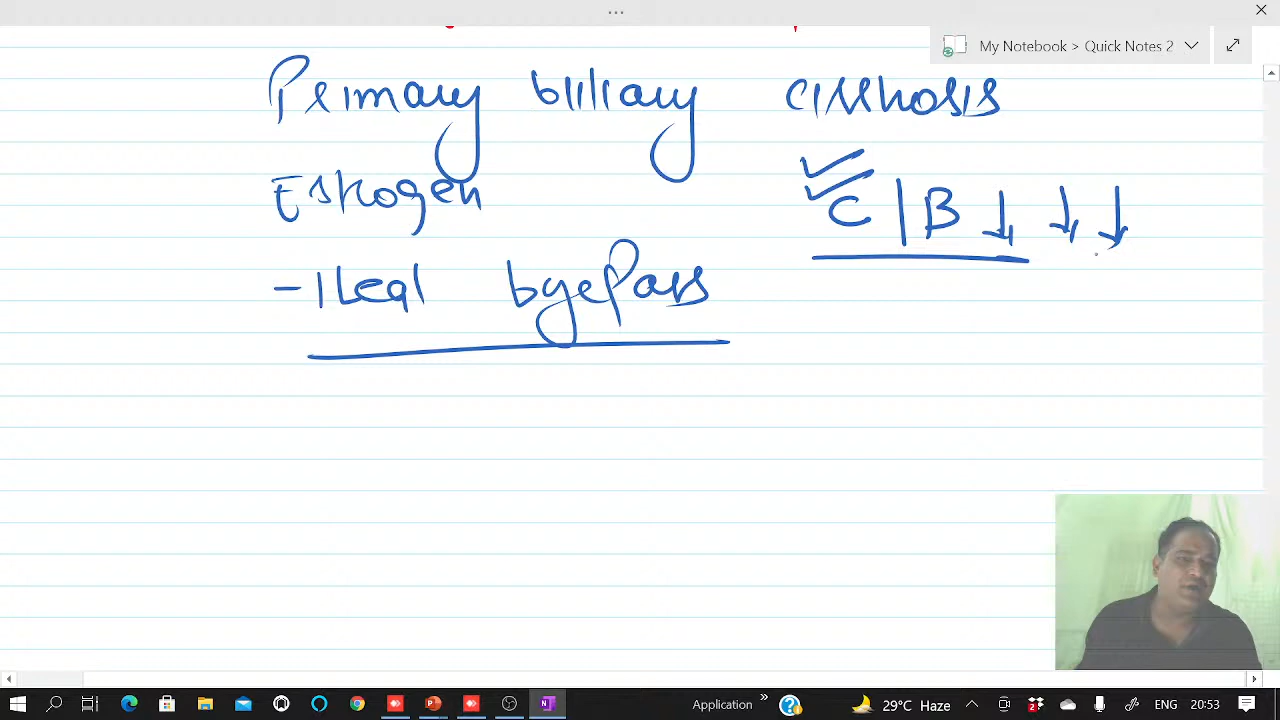 ...
My Notebook > Quick Notes 2
Primary biliary cirrhosis
Estrogen
C | B ↓ ↓ ↓
- Ileal byepass
Application
»
29°C Haze
ENG
20:53